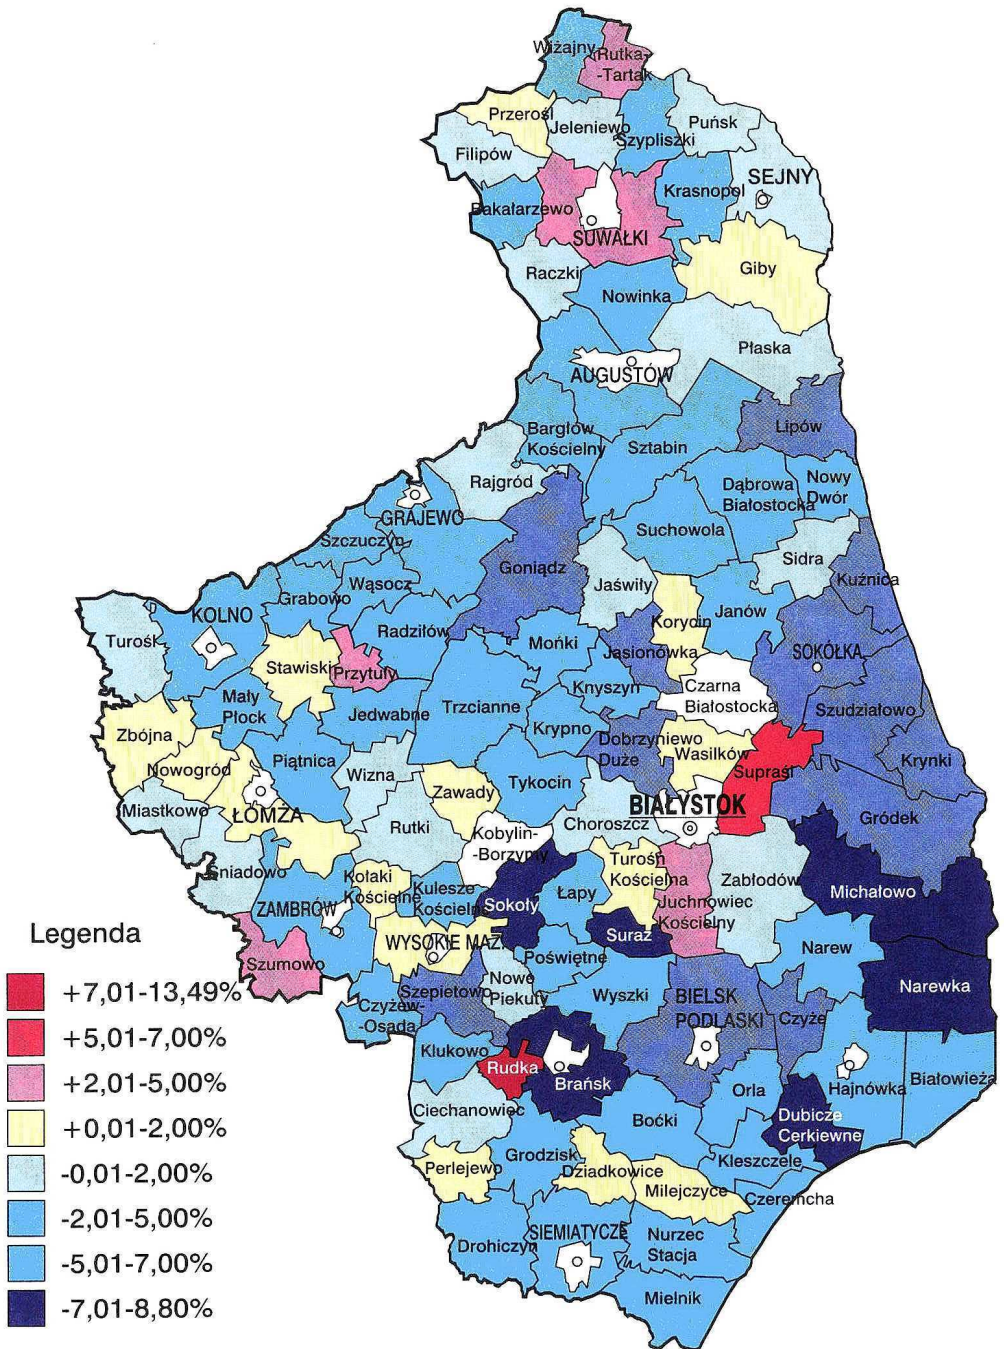 Wiżajny
Rutka-
-Tartak
Przerośl
Jeleniewo
Szypliszki
Puńsk
Filipów
SEJNY
Bakałarzewo
Krasnopol
SUWAŁKI
Raczki
Giby
Nowinka
Płaska
AUGUSTÓW
Lipów
Bargłów
Kościelny
Sztabin
Rajgród
Dąbrowa
Białostocka
Nowy
Dwór
GRAJEWO
Suchowola
Szczuczyn
Sidra
Goniądz
Kuźnica
Wąsocz
Jaświły
Grabowo
KOLNO
Janów
Korycin
Radziłów
Mońki
Turośl
Jasionówka
SOKÓŁKA
Stawiski
Przytuły
Knyszyn
Czarna
Białostocka
Mały
Płock
Trzcianne
Jedwabne
Krypno
Szudziałowo
Zbójna
Dobrzyniewo
Duże
Wasilków
Piątnica
Krynki
Nowogród
Wizna
Tykocin
Supraśl
Zawady
Miastkowo
BIAŁYSTOK
ŁOMŻA
Gródek
Rutki
Choroszcz
Kobylin-
-Borzymy
Turośń
Kościelna
Śniadowo
Kołaki
Kościelne
Kulesze
Kościelne
Zabłodów
Łapy
Michałowo
Sokoły
Juchnowiec
Kościelny
ZAMBRÓW
Legenda
Suraż
WYSOKIE MAZ.
Narew
Poświętne
Szumowo
Nowe
Piekuty
Narewka
Szepietowo
Wyszki
BIELSK
PODLASKI
Czyżew-
-Osada
Czyże
Klukowo
Rudka
Brańsk
Białowieża
Hajnówka
Orla
Ciechanowiec
Boćki
Dubicze
Cerkiewne
Grodzisk
Kleszczele
Perlejewo
Dziadkowice
Milejczyce
Czeremcha
SIEMIATYCZE
Nurzec
Stacja
Drohiczyn
Mielnik
+7,01-13,49%
+5,01-7,00%
+2,01-5,00%
+0,01-2,00%
-0,01-2,00%
-2,01-5,00%
-5,01-7,00%
-7,01-8,80%